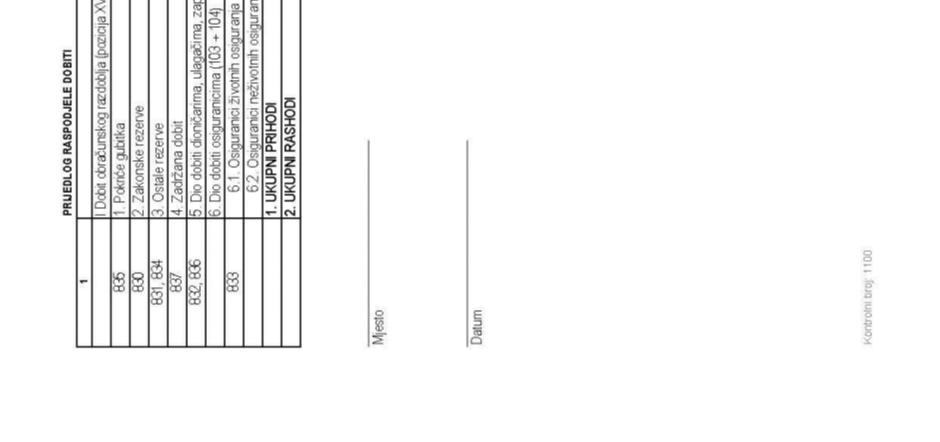 PRIJEDLOG RASPODJELE DOBITI
1
I Dobit obračunskog razdoblja (pozicija XV
835 1. Pokriće gubitka
830 2. Zakonske rezerve
831, 834 3. Ostale rezerve
837 4. Zadržana dobit
832, 836 5. Dio dobiti dioničarima, ulagačima, zap
6. Dio dobiti osiguranicima (103 + 104)
833 6.1. Osiguranici životnih osiguranja
6.2. Osiguranici neživotnih osiguran
1. UKUPNI PRIHODI
2. UKUPNI RASHODI
Mjesto
Datum
Kontrolni broj: 1100